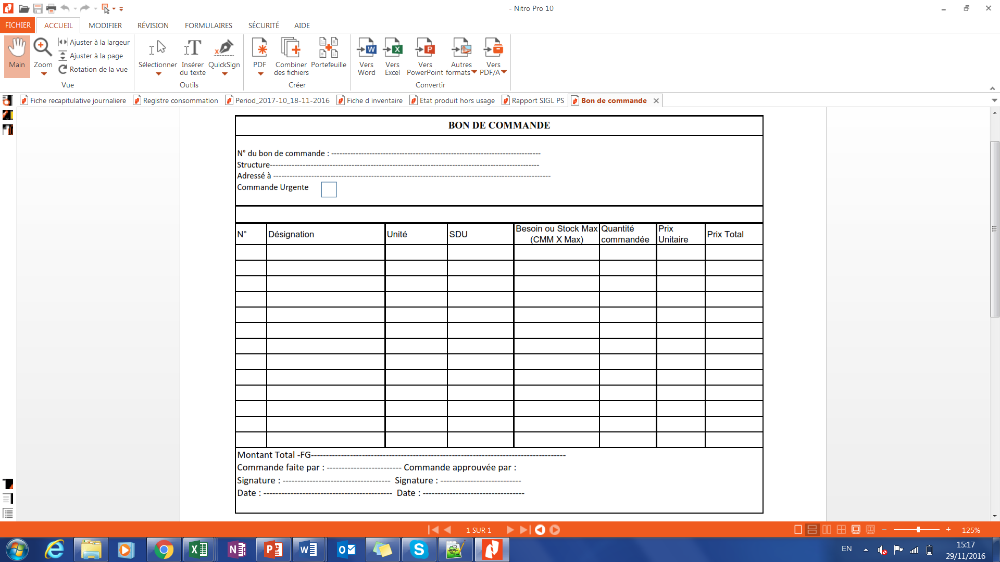 - Nitro Pro 10
FICHIER ACCUEIL MODIFIER RÉVISION FORMULAIRES SÉCURITÉ AIDE
Main
Zoom
Ajuster à la largeur
Ajuster à la page
Rotation de la vue
Vue
Sélectionner
Insérer
du texte
QuickSign
Outils
PDF
Combiner
des fichiers
Portefeuille
Créer
Vers
Word
Vers
Excel
Vers
PowerPoint
Autres
formats
Vers
PDF/A
Convertir
Fiche recapitulative journaliere Registre consommation Period_2017-10_18-11-2016 Fiche d inventaire Etat produit hors usage Rapport SIGL PS Bon de commande
BON DE COMMANDE
N° du bon de commande : -----------------------------------------------------------------------------
Structure---------------------------------------------------------------------------------------------------
Adressé à ------------------------------------------------------------------------------------------------------
Commande Urgente
N° Désignation Unité SDU Besoin ou Stock Max (CMM X Max) Quantité commandée Prix Unitaire Prix Total
Montant Total -FG-------------------------------------------------------------------------------------
Commande faite par : ------------------------- Commande approuvée par :
Signature : ------------------------------------ Signature : ---------------------------
Date : ------------------------------------------- Date : ----------------------------------
1 SUR 1
125%
EN
15:17
29/11/2016